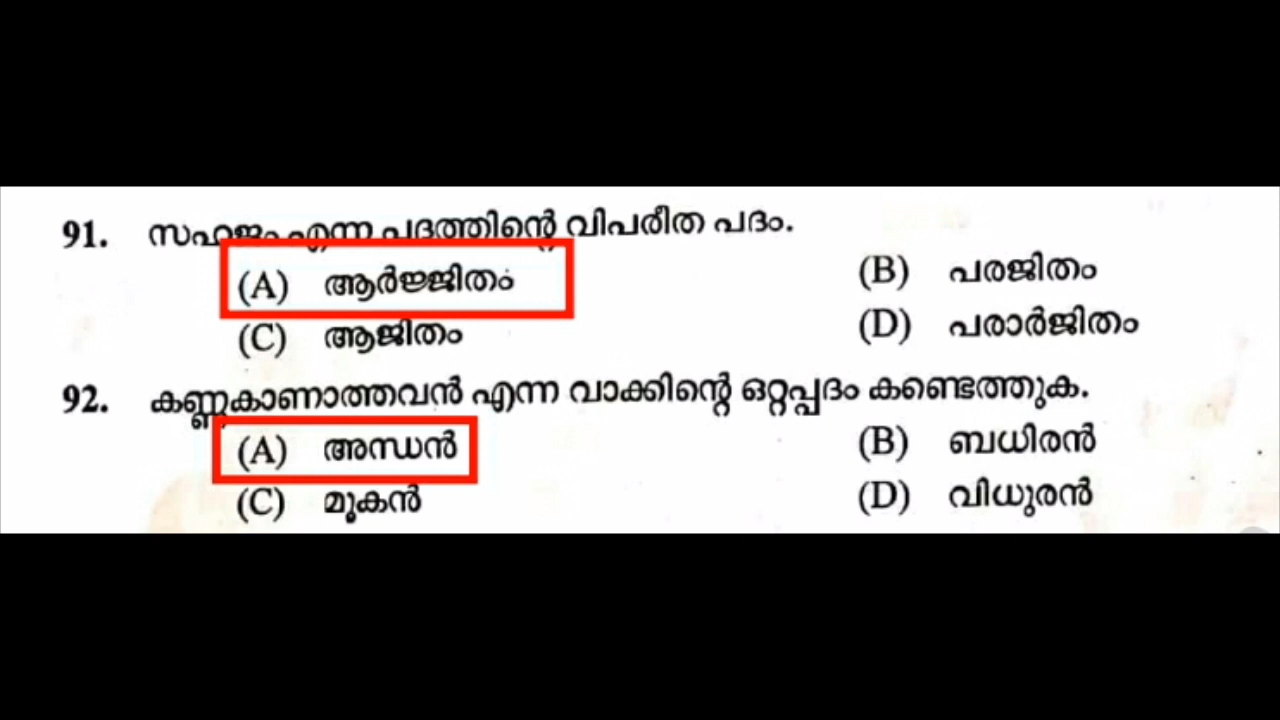 91. സഹജം എന്ന പദത്തിന്റെ വിപരീത പദം.
(A) ആർജ്ജിതം (B) പരജിതം
(C) ആജിതം (D) പരാർജിതം
92. കണ്ണുകാണാത്തവൻ എന്ന വാക്കിന്റെ ഒറ്റപ്പദം കണ്ടെത്തുക.
(A) അന്ധൻ (B) ബധിരൻ
(C) മൂകൻ (D) വിധുരൻ